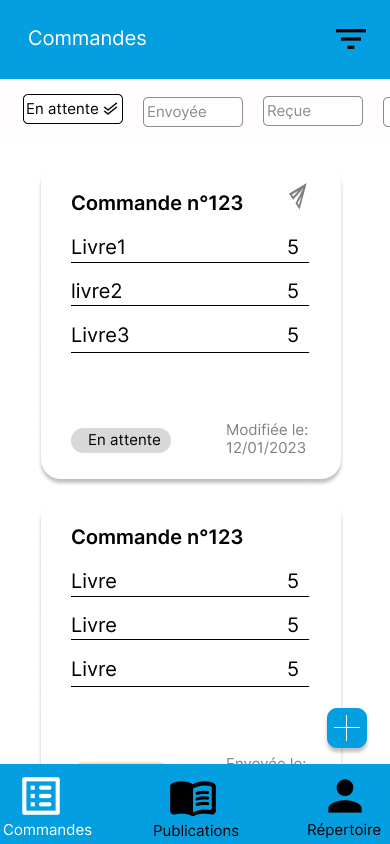 Commandes
En attente
Envoyée
Reçue
Commande n°123
Livre1 5
livre2 5
Livre3 5
En attente
Modifiée le:
12/01/2023
Commande n°123
Livre 5
Livre 5
Livre 5
Envoyée le:
Commandes
Publications
Répertoire